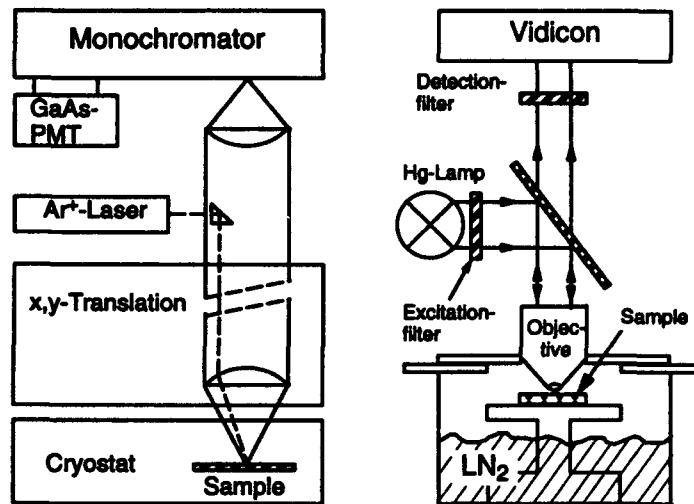 Monochromator
GaAs-
PMT
Ar⁺-Laser
x,y-Translation
Cryostat
Sample
Vidicon
Detection-
filter
Hg-Lamp
Excitation-
filter
Objec-
tive
Sample
LN₂